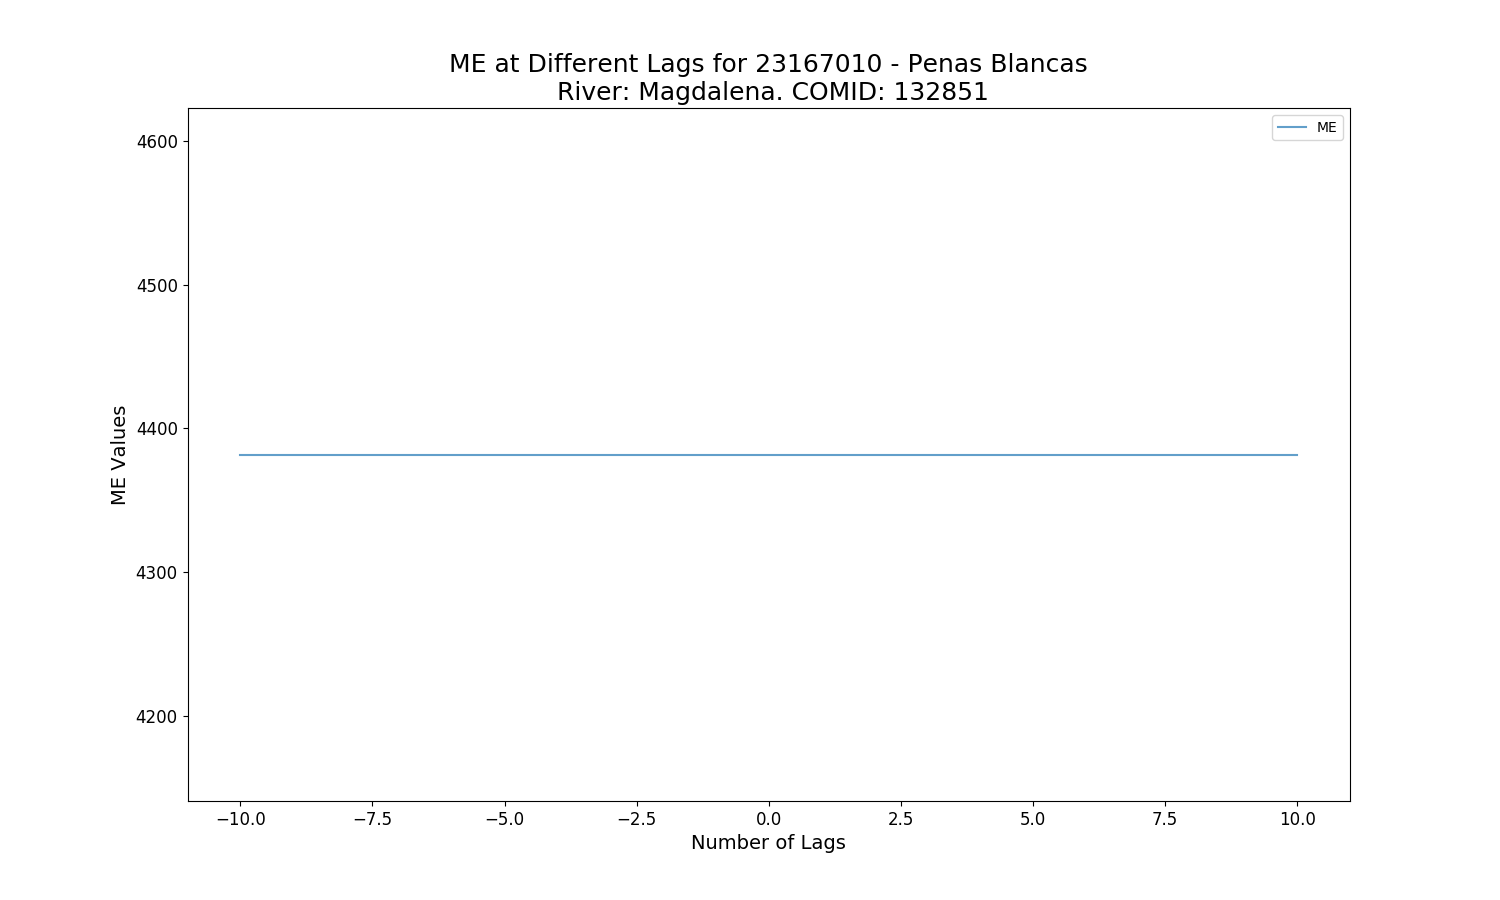 ME at Different Lags for 23167010 - Penas Blancas
River: Magdalena. COMID: 132851
ME
4600
4500
4400
4300
4200
ME Values
−10.0 −7.5 −5.0 −2.5 0.0 2.5 5.0 7.5 10.0
Number of Lags